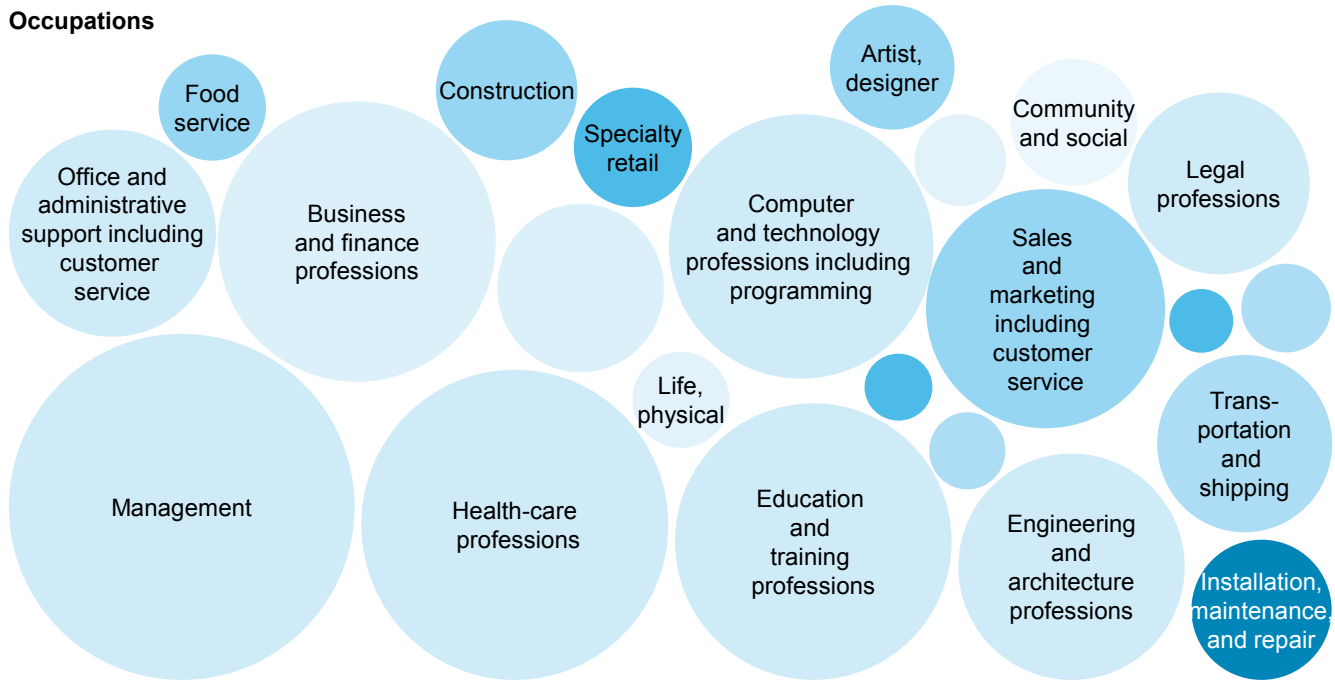 Occupations
Food
service
Construction
Artist,
designer
Specialty
retail
Community
and social
Office and
administrative
support including
customer
service
Business
and finance
professions
Computer
and technology
professions including
programming
Legal
professions
Sales
and
marketing
including
customer
service
Life,
physical
Trans-
portation
and
shipping
Management
Health-care
professions
Education
and
training
professions
Engineering
and
architecture
professions
Installation,
maintenance,
and repair